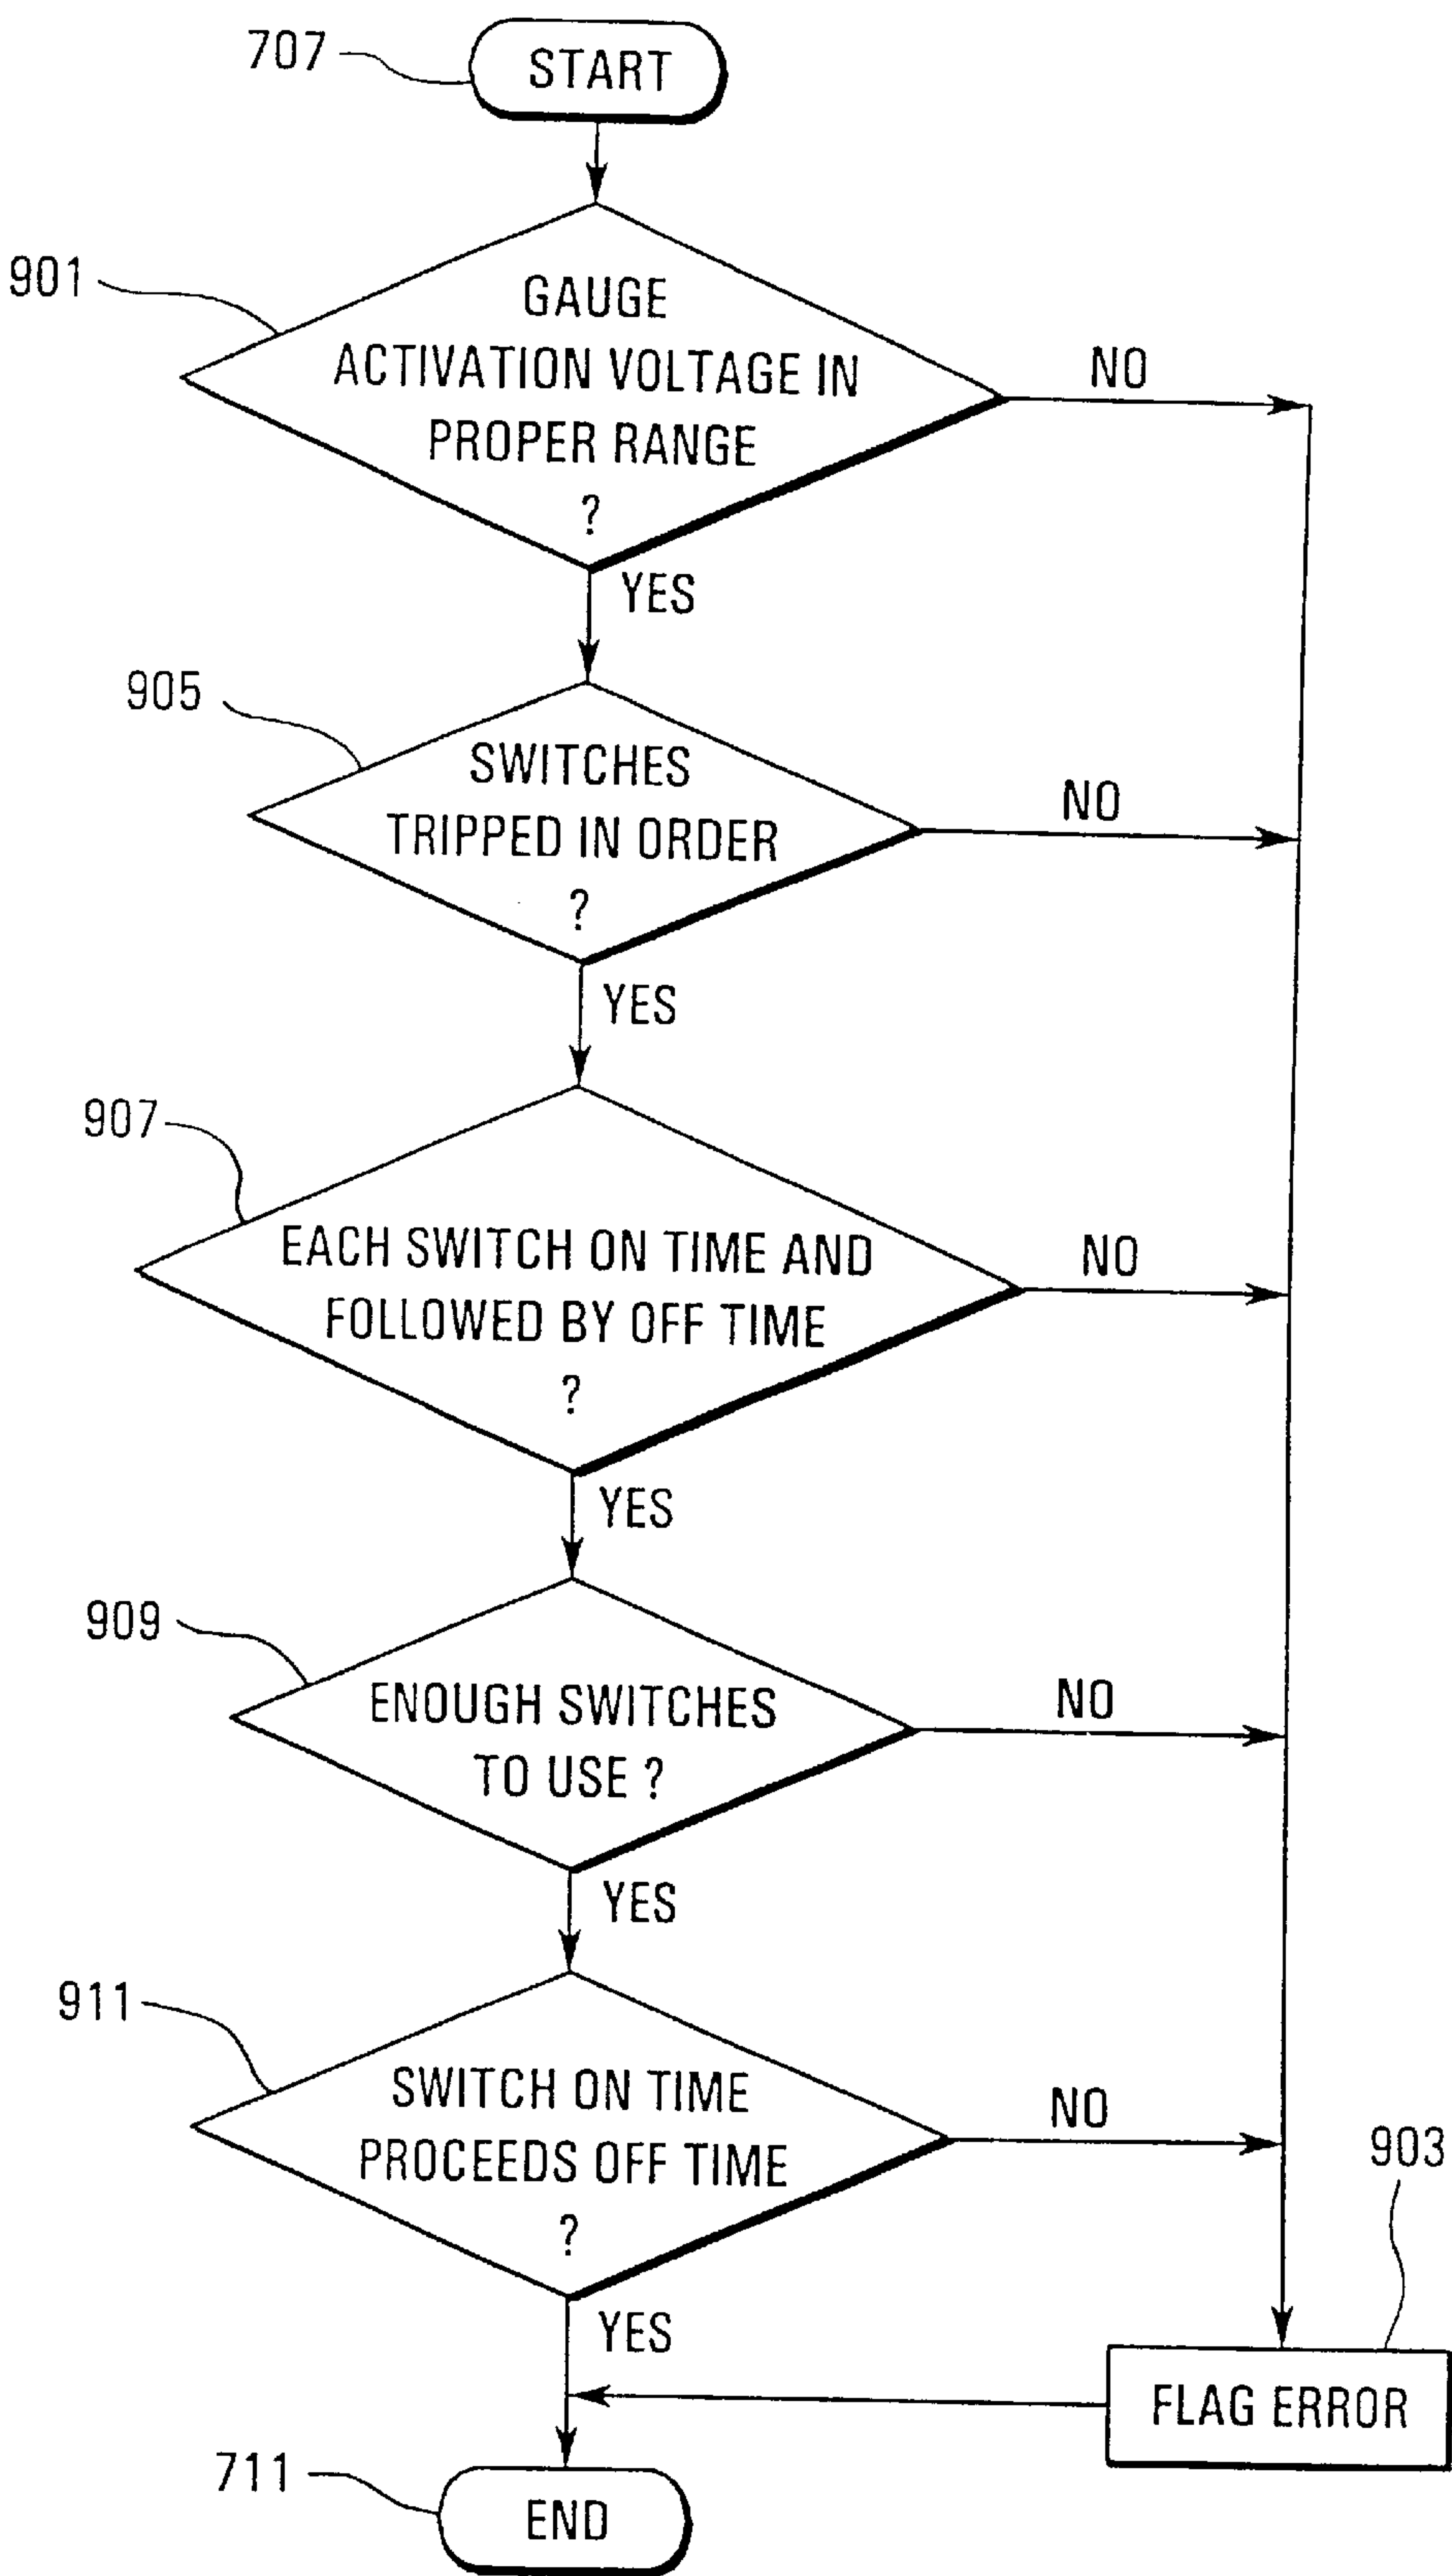 707
START
901
GAUGE
ACTIVATION VOLTAGE IN
PROPER RANGE
?
NO
YES
905
SWITCHES
TRIPPED IN ORDER
?
NO
YES
907
EACH SWITCH ON TIME AND
FOLLOWED BY OFF TIME
?
NO
YES
909
ENOUGH SWITCHES
TO USE ?
NO
YES
911
SWITCH ON TIME
PROCEEDS OFF TIME
?
NO
YES
903
FLAG ERROR
711
END